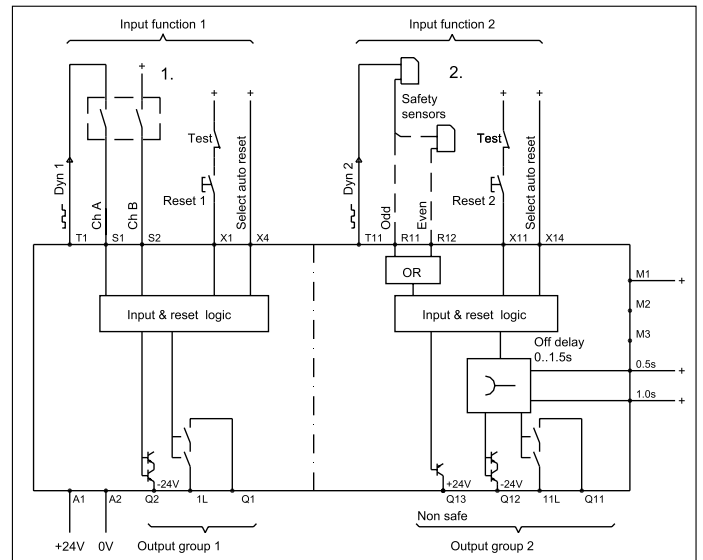 Input function 1
Input function 2
+
1.
2.
Safety
sensors
+ +
+ +
Test
Test
Dyn 1
Ch A
Ch B
Reset 1
Select auto reset
Dyn 2
Odd
Even
Reset 2
Select auto reset
T1 S1 S2 X1 X4
T11 R11 R12 X11 X14
OR
M1
+
M2
M3
Input & reset logic
Input & reset logic
Off delay
0..1.5s
0.5s
+
1.0s
+
-24V
+24V
-24V
A1 A2 Q2 1L Q1
Q13 Q12 11L Q11
Non safe
+24V 0V
Output group 1
Output group 2